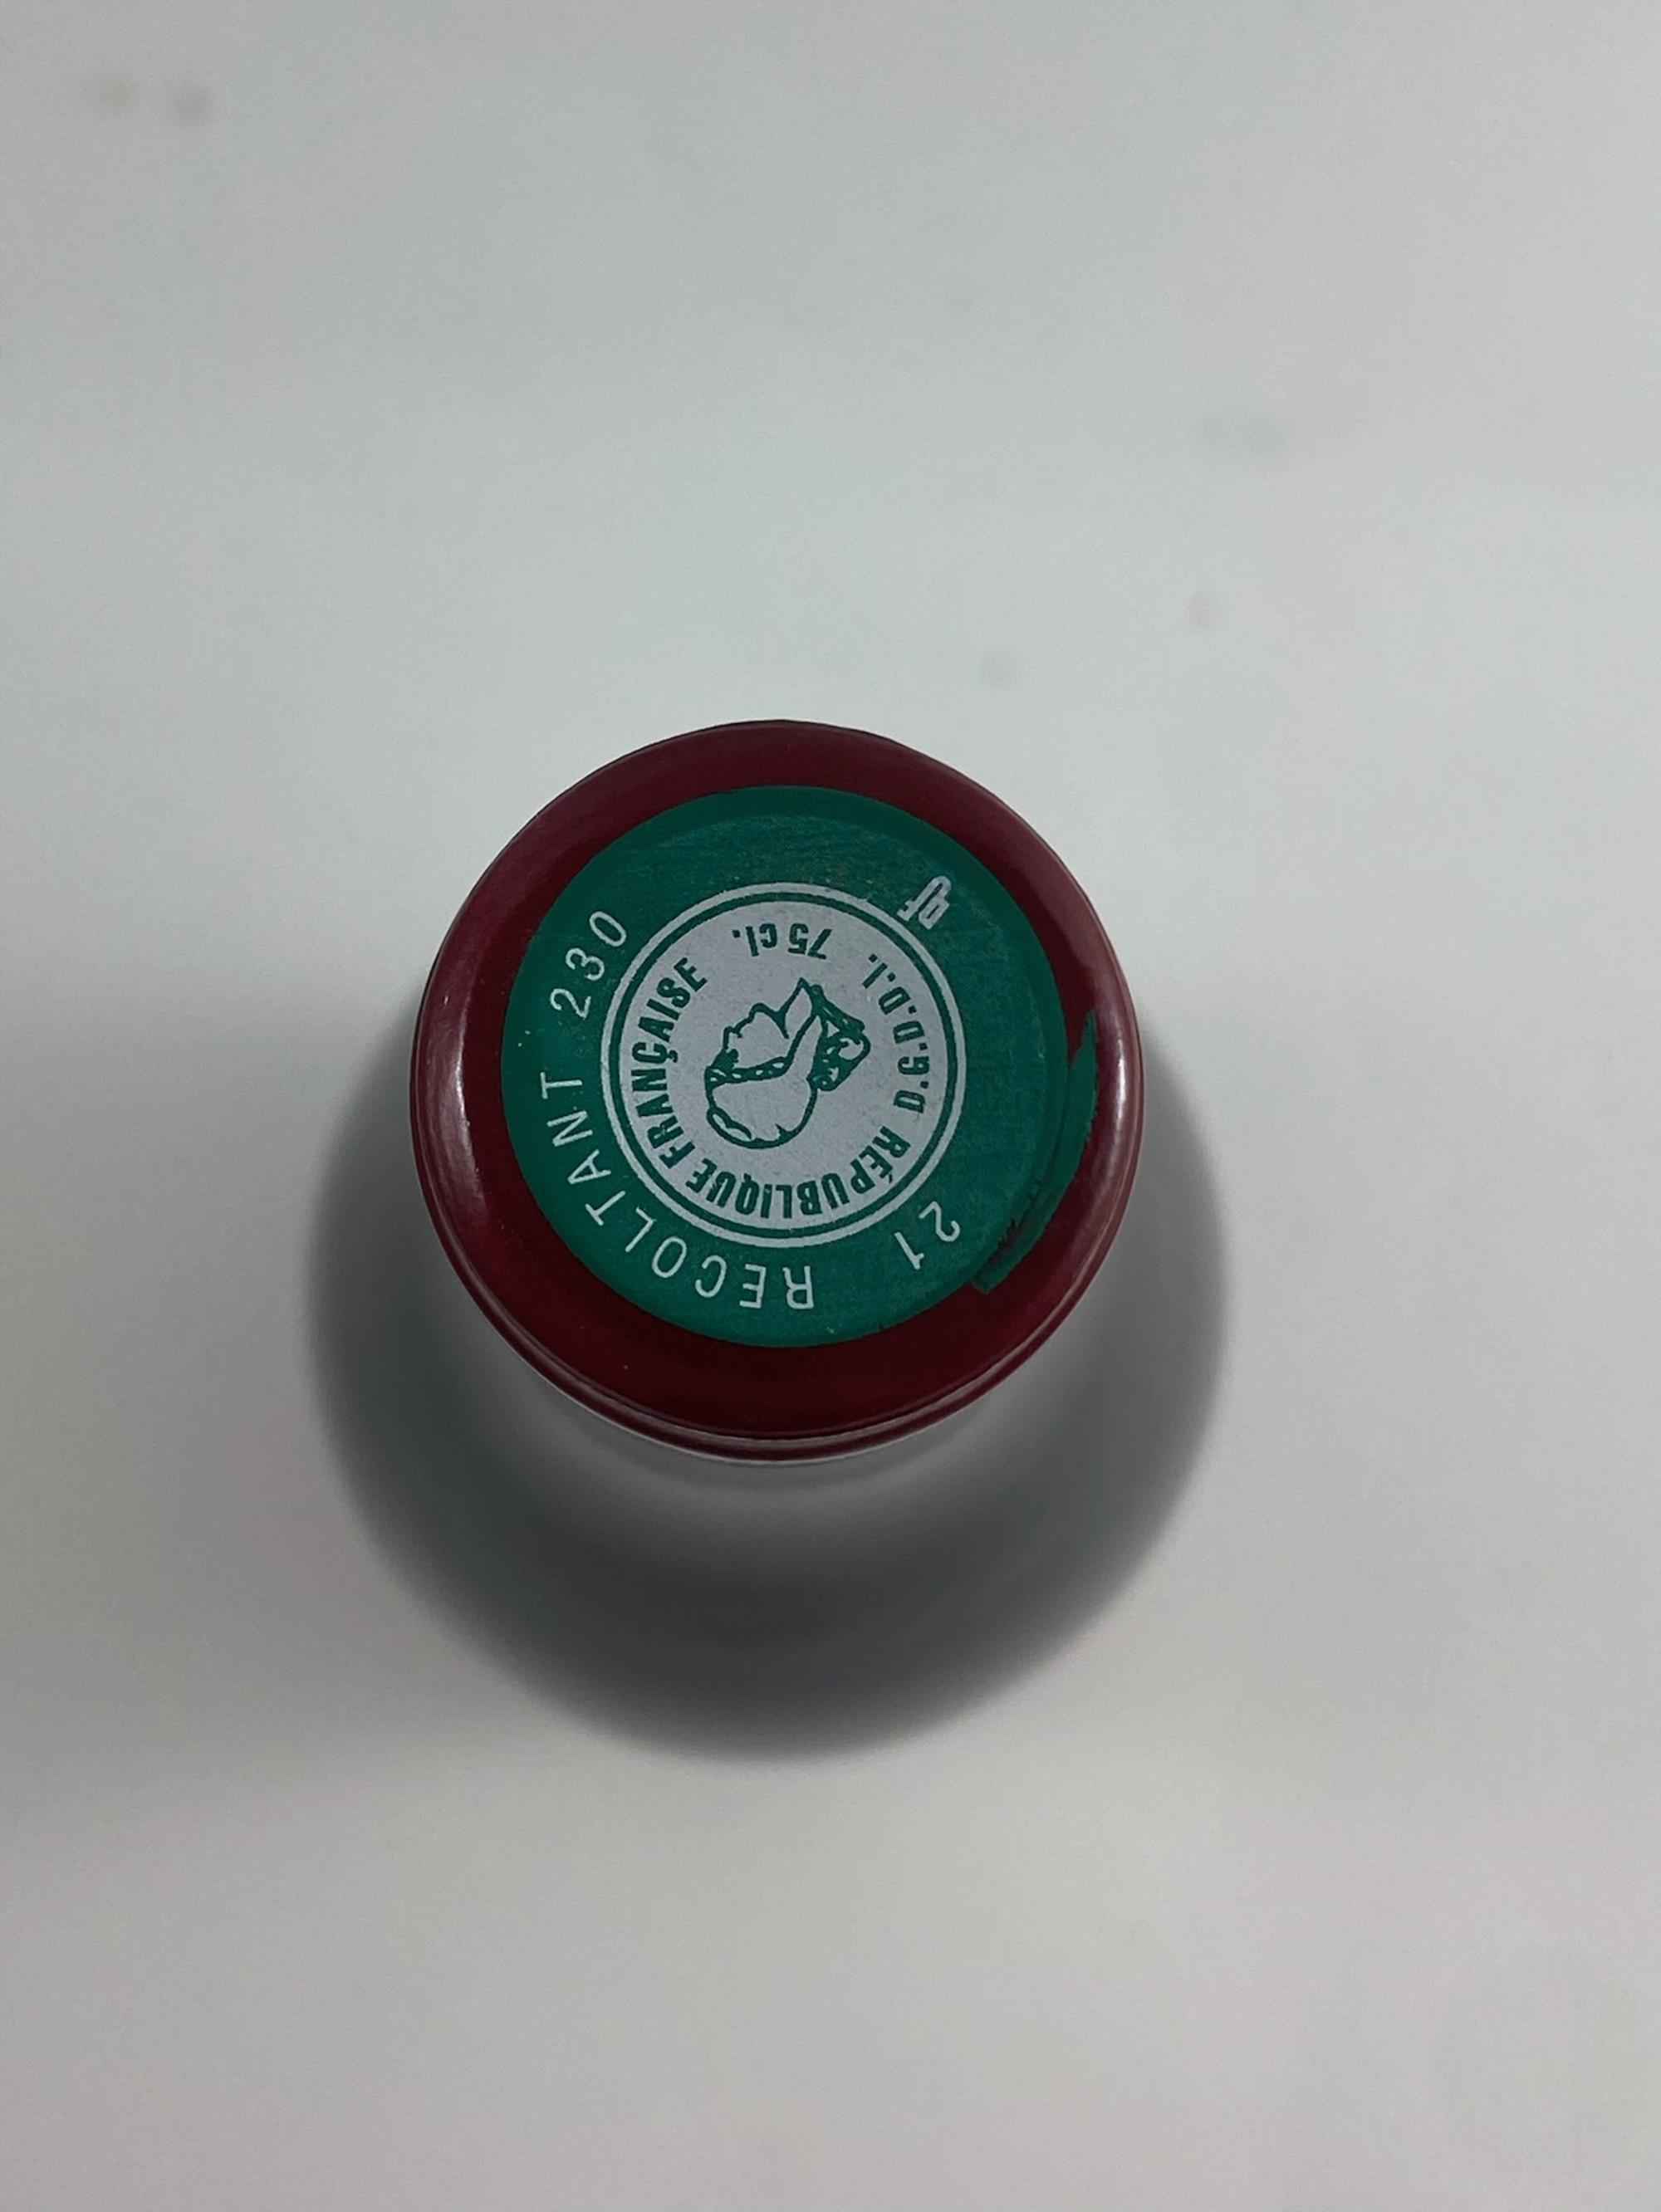 21 RECOLTANT 230
RÉPUBLIQUE FRANÇAISE
75 cl.
D.G.D.D.I.